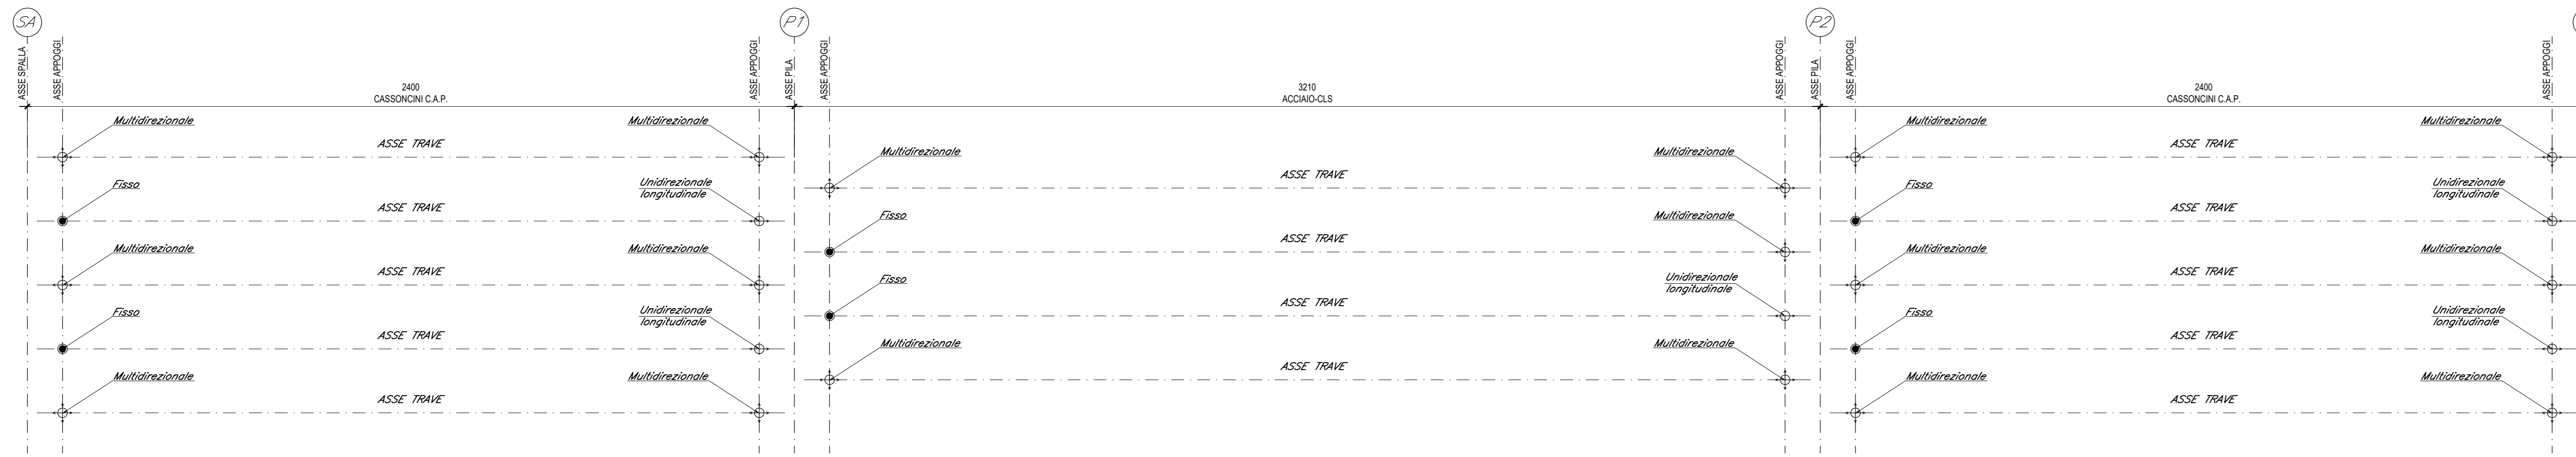 SA
P1
P2
ASSE SPALLA
ASSE APPOGGI
ASSE APPOGGI
ASSE PILA
ASSE APPOGGI
ASSE APPOGGI
ASSE PILA
ASSE APPOGGI
ASSE APPOGGI
2400
CASSONCINI C.A.P.
3210
ACCIAIO-CLS
2400
CASSONCINI C.A.P.
Multidirezionale
Multidirezionale
ASSE TRAVE
Fisso
Unidirezionale
longitudinale
ASSE TRAVE
Multidirezionale
Multidirezionale
ASSE TRAVE
Fisso
Unidirezionale
longitudinale
ASSE TRAVE
Multidirezionale
Multidirezionale
ASSE TRAVE
Multidirezionale
Multidirezionale
ASSE TRAVE
Fisso
Multidirezionale
ASSE TRAVE
Fisso
Unidirezionale
longitudinale
ASSE TRAVE
Multidirezionale
Multidirezionale
ASSE TRAVE
Multidirezionale
Multidirezionale
ASSE TRAVE
Fisso
Unidirezionale
longitudinale
ASSE TRAVE
Multidirezionale
Multidirezionale
ASSE TRAVE
Fisso
Unidirezionale
longitudinale
ASSE TRAVE
Multidirezionale
Multidirezionale
ASSE TRAVE